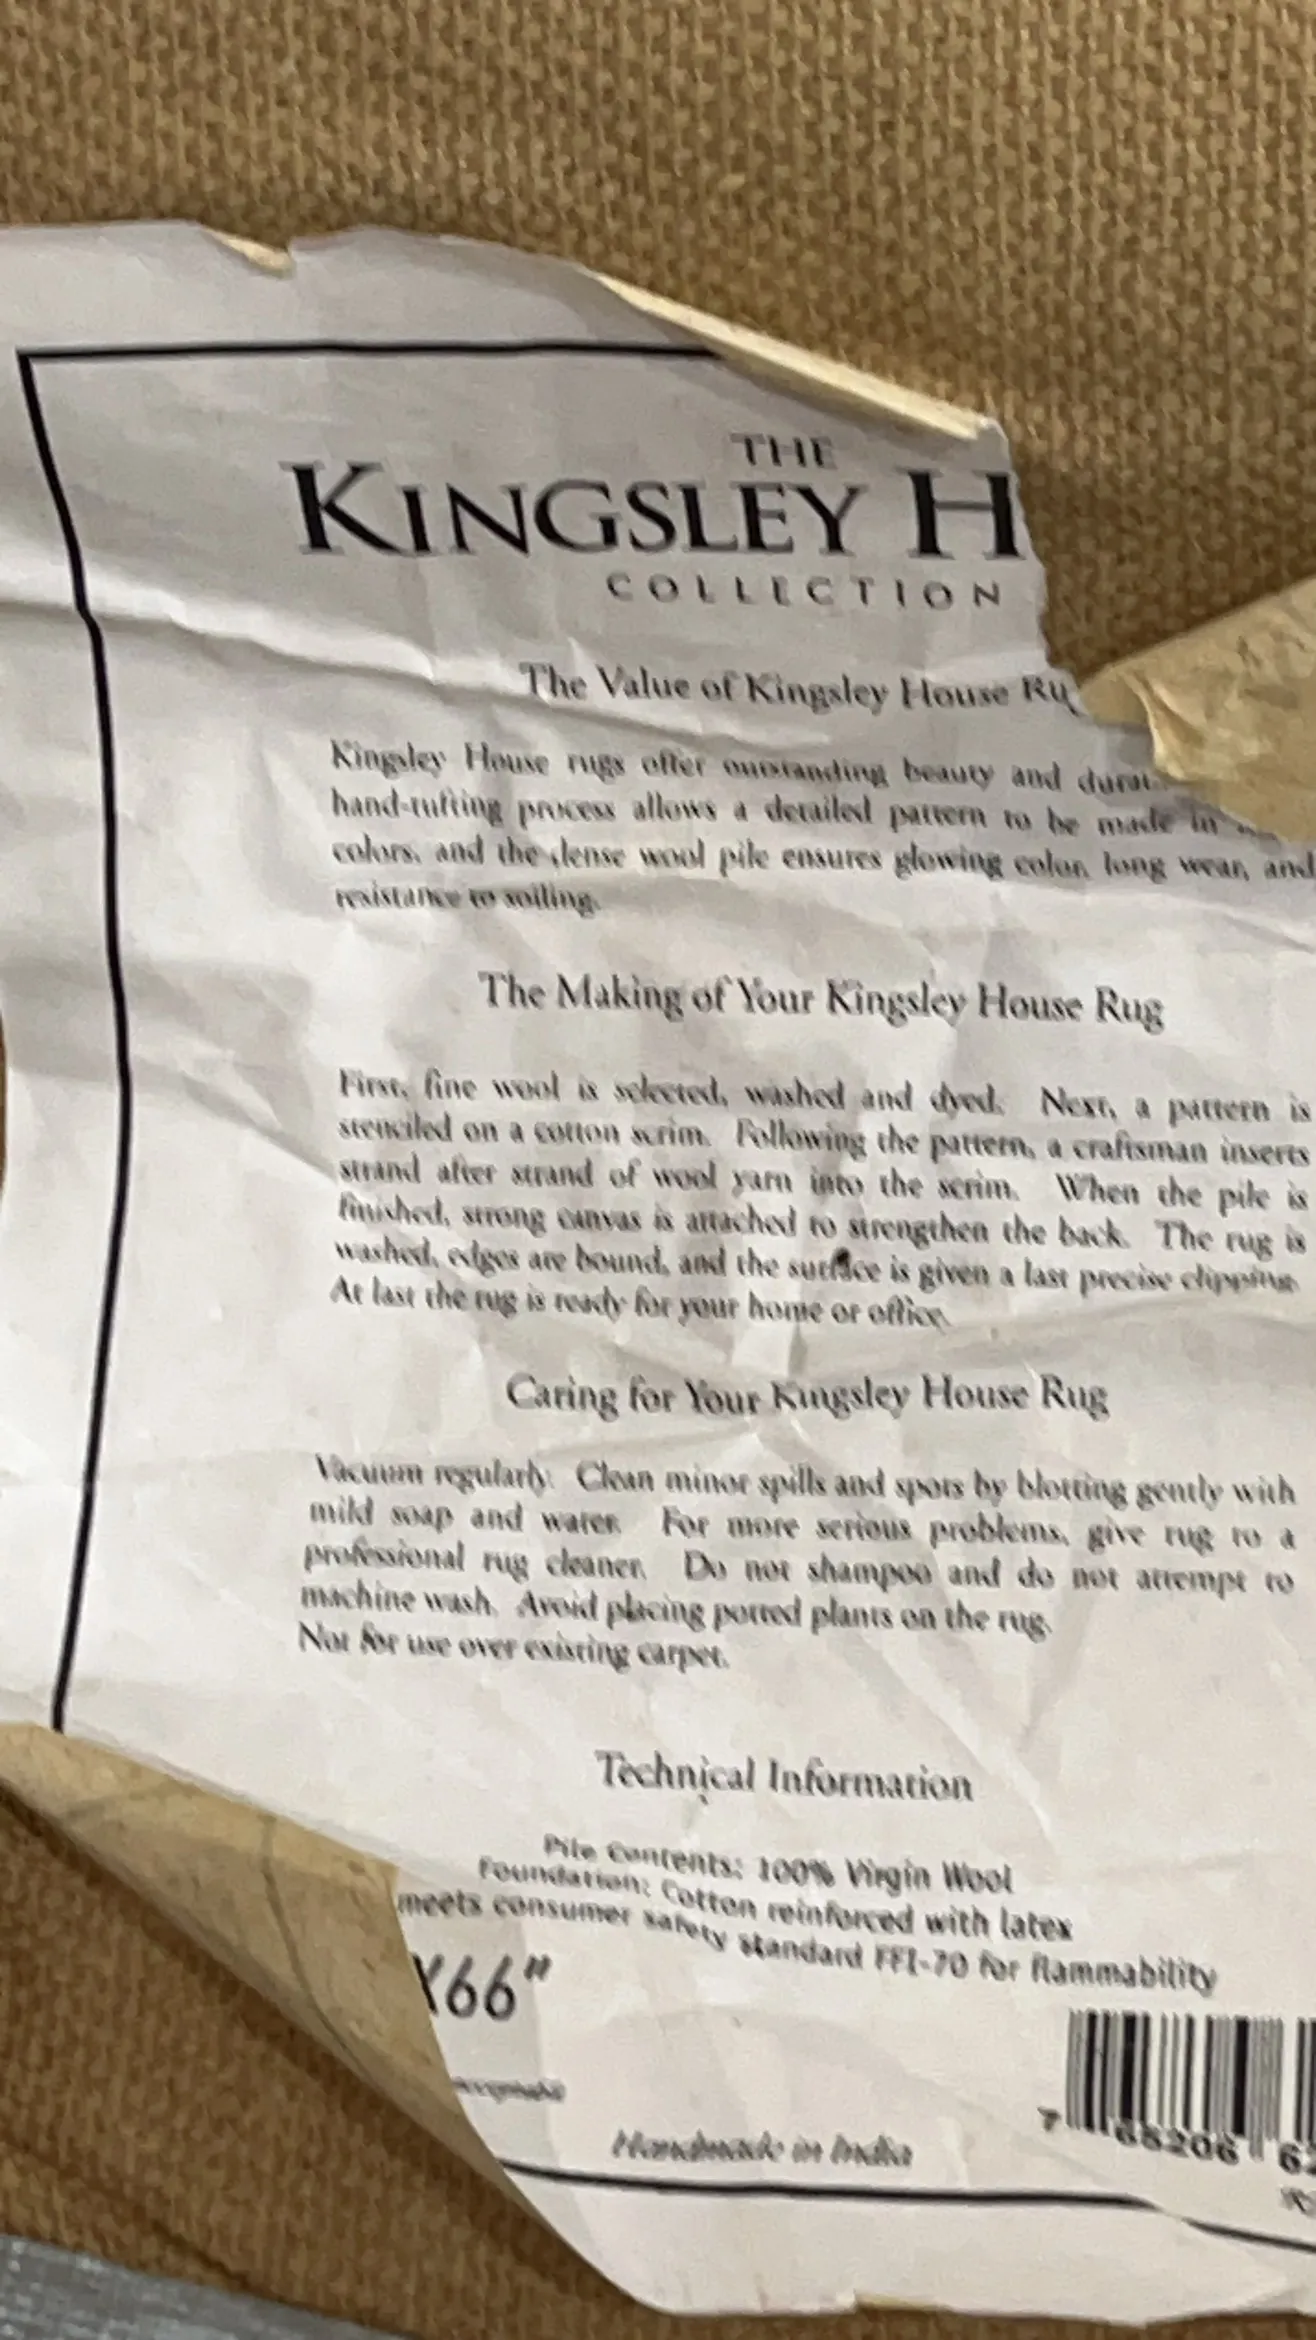 THE
KINGSLEY H
COLLECTION
The Value of Kingsley House Ru
Kingsley House rugs offer outstanding beauty and
hand-tufting process allows a detailed pattern to be made in
colors, and the dense wool pile ensures glowing color, long wear, and
resistance to soiling.
The Making of Your Kingsley House Rug
First, fine wool is selected, washed and dyed. Next, a pattern is
stenciled on a cotton scrim. Following the pattern, a craftsman inserts
strand after strand of wool yarn into the scrim. When the pile is
finished, strong canvas is attached to strengthen the back. The rug is
washed, edges are bound, and the surface is given a last precise clipping.
At last the rug is ready for your home or office.
Caring for Your Kingsley House Rug
Vacuum regularly. Clean minor spills and spots by blotting gently with
mild soap and water. For more serious problems, give rug to a
professional rug cleaner. Do not shampoo and do not attempt to
machine wash. Avoid placing potted plants on the rug.
Not for use over existing carpet.
Technical Information
Pile Contents: 100% Virgin Wool
Foundation: Cotton reinforced with latex
meets consumer safety standard FFI-70 for flammability
X66"
Handmade in India
7 68206 62